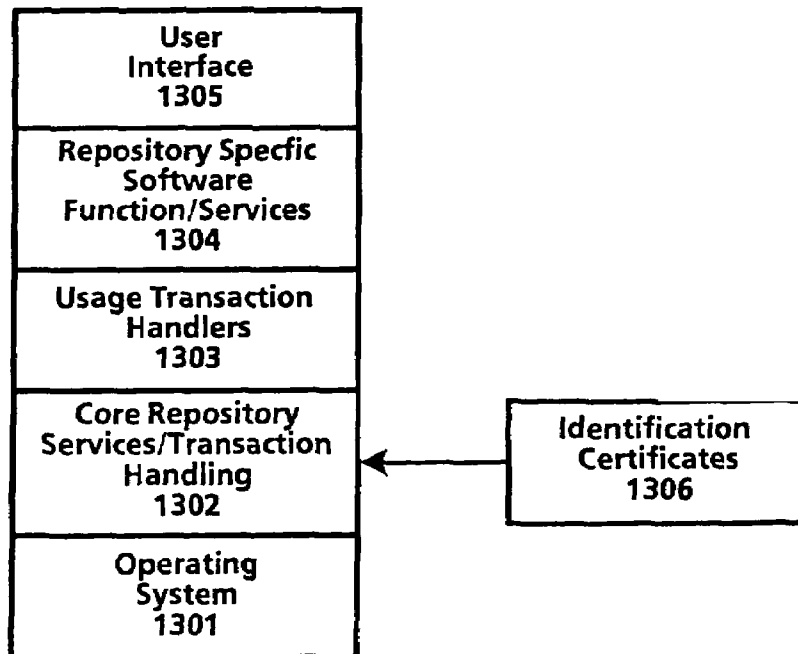 User
Interface
1305
Repository Specfic
Software
Function/Services
1304
Usage Transaction
Handlers
1303
Core Repository
Services/Transaction
Handling
1302
Identification
Certificates
1306
Operating
System
1301